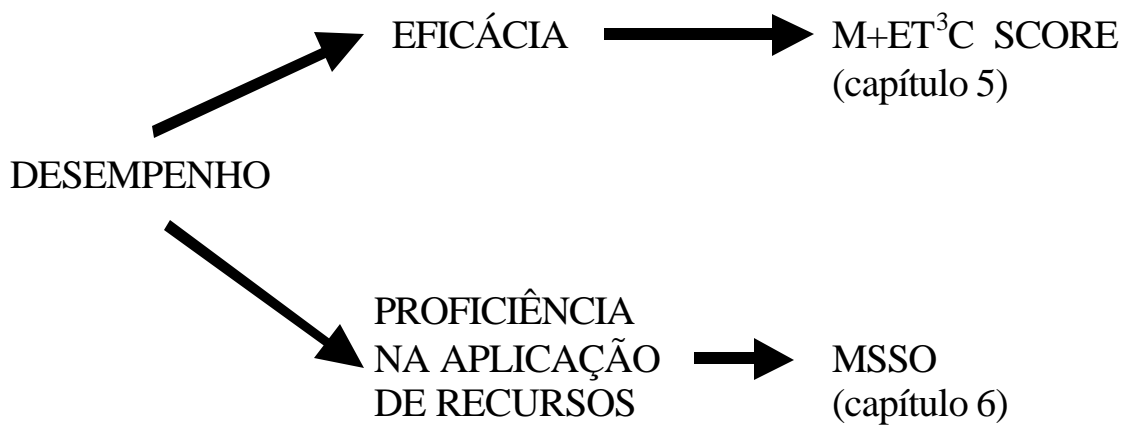 EFICÁCIA
M+ET³C SCORE
(capítulo 5)
DESEMPENHO
PROFICIÊNCIA
NA APLICAÇÃO
DE RECURSOS
MSSO
(capítulo 6)